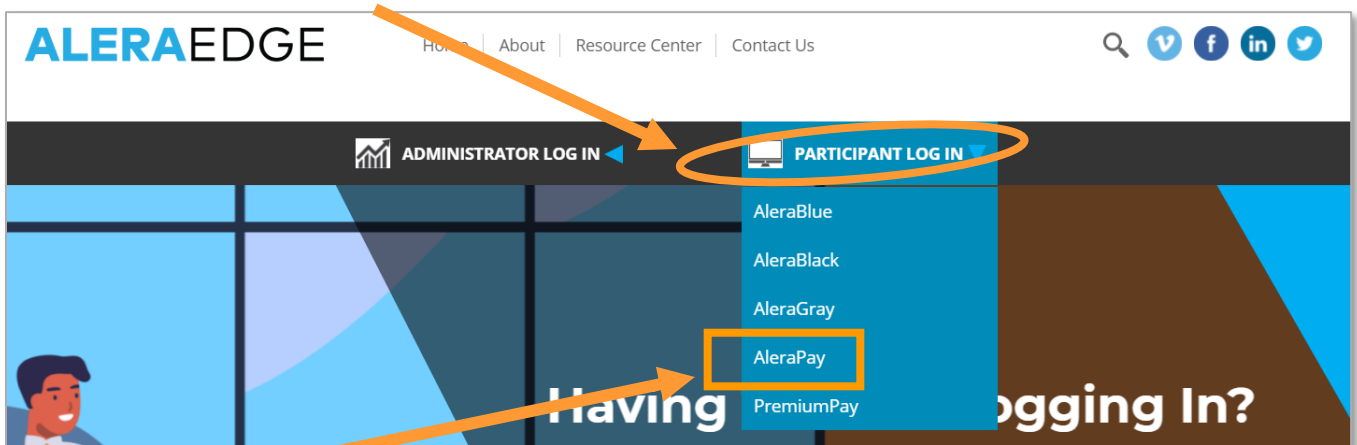 ALERAEDGE
Home About Resource Center Contact Us
ADMINISTRATOR LOG IN
PARTICIPANT LOG IN
AleraBlue
AleraBlack
AleraGray
AleraPay
PremiumPay
Having ogging In?